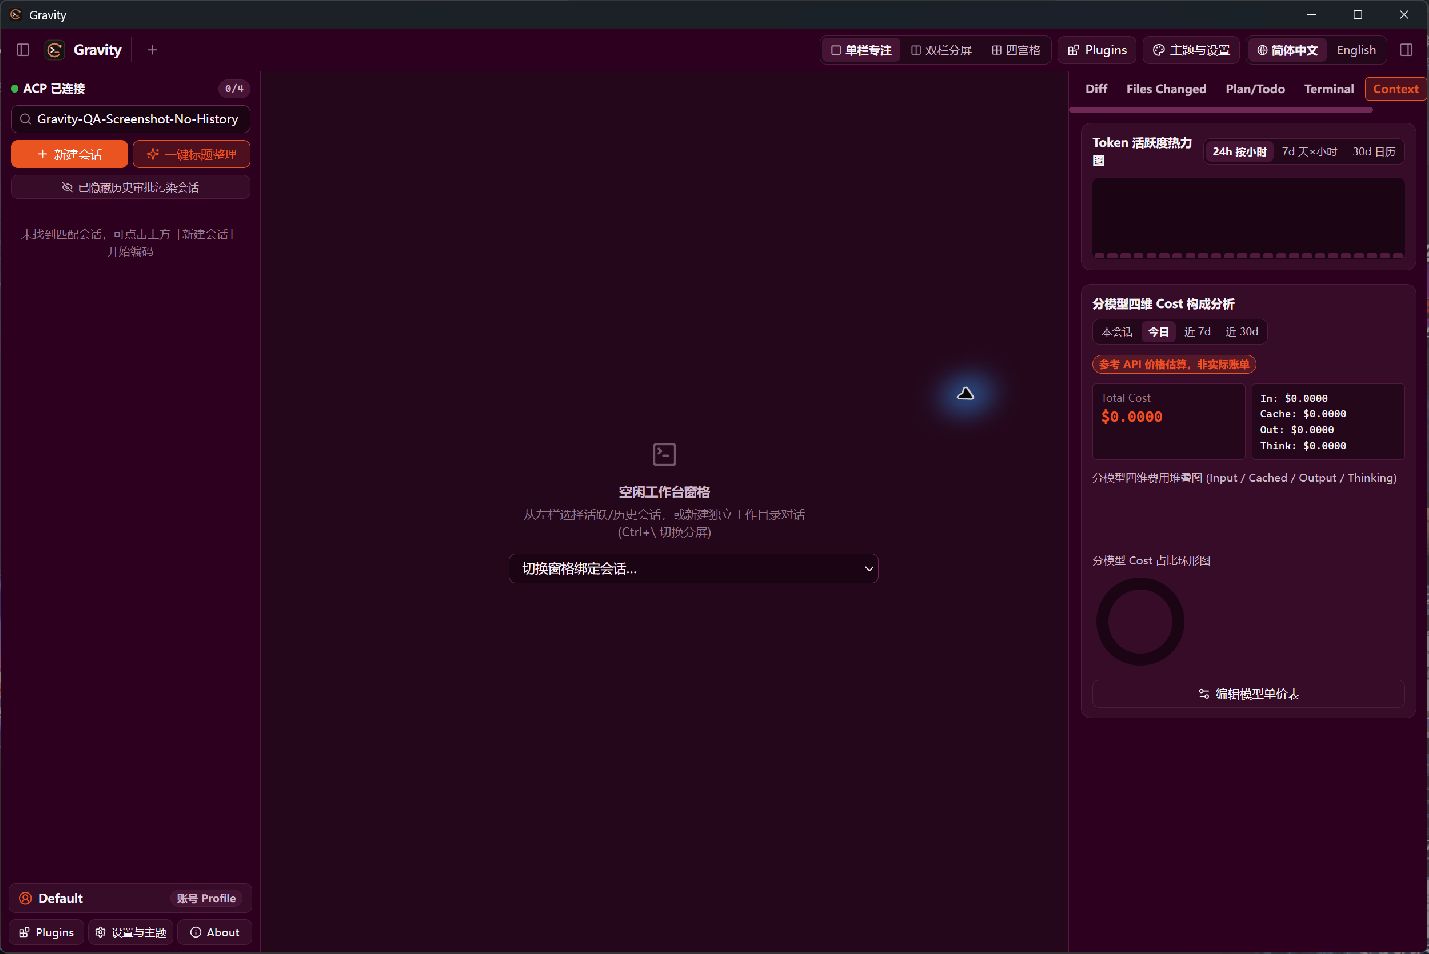 Gravity
Gravity
单栏专注
双栏分屏
四宫格
Plugins
主题与设置
简体中文
English
ACP 已连接
0/4
Gravity-QA-Screenshot-No-History
新建会话
一键标题整理
已隐藏历史审批污染会话
未找到匹配会话，可点击上方「新建会话」
开始编码
空闲工作台窗格
从左栏选择活跃/历史会话，或新建独立工作目录对话
(Ctrl+\ 切换分屏)
切换窗格绑定会话...
Diff
Files Changed
Plan/Todo
Terminal
Context
Token 活跃度热力
图
24h 按小时
7d 天×小时
30d 日历
分模型四维 Cost 构成分析
本会话
今日
近 7d
近 30d
参考 API 价格估算，非实际账单
Total Cost
$0.0000
In: $0.0000
Cache: $0.0000
Out: $0.0000
Think: $0.0000
分模型四维费用堆叠图 (Input / Cached / Output / Thinking)
分模型 Cost 占比环形图
编辑模型单价表
Default
账号 Profile
Plugins
设置与主题
About